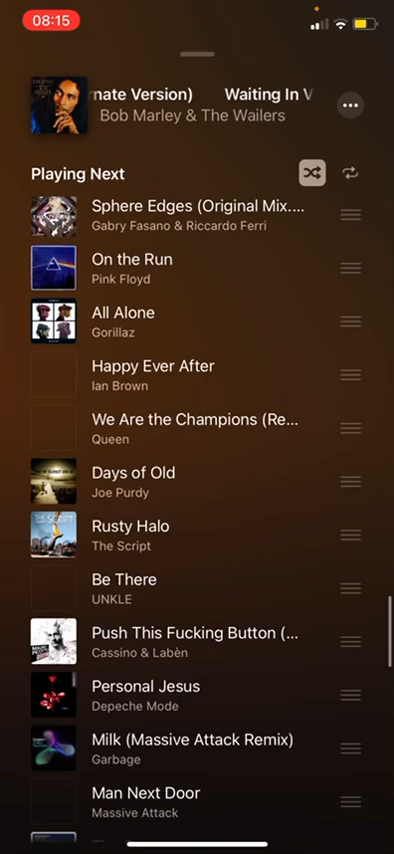 08:15
rnate Version) Waiting In V
Bob Marley & The Wailers
Playing Next
Sphere Edges (Original Mix....
Gabry Fasano & Riccardo Ferri
On the Run
Pink Floyd
All Alone
Gorillaz
Happy Ever After
Ian Brown
We Are the Champions (Re...
Queen
Days of Old
Joe Purdy
Rusty Halo
The Script
Be There
UNKLE
Push This Fucking Button (...
Cassino & Labèn
Personal Jesus
Depeche Mode
Milk (Massive Attack Remix)
Garbage
Man Next Door
Massive Attack